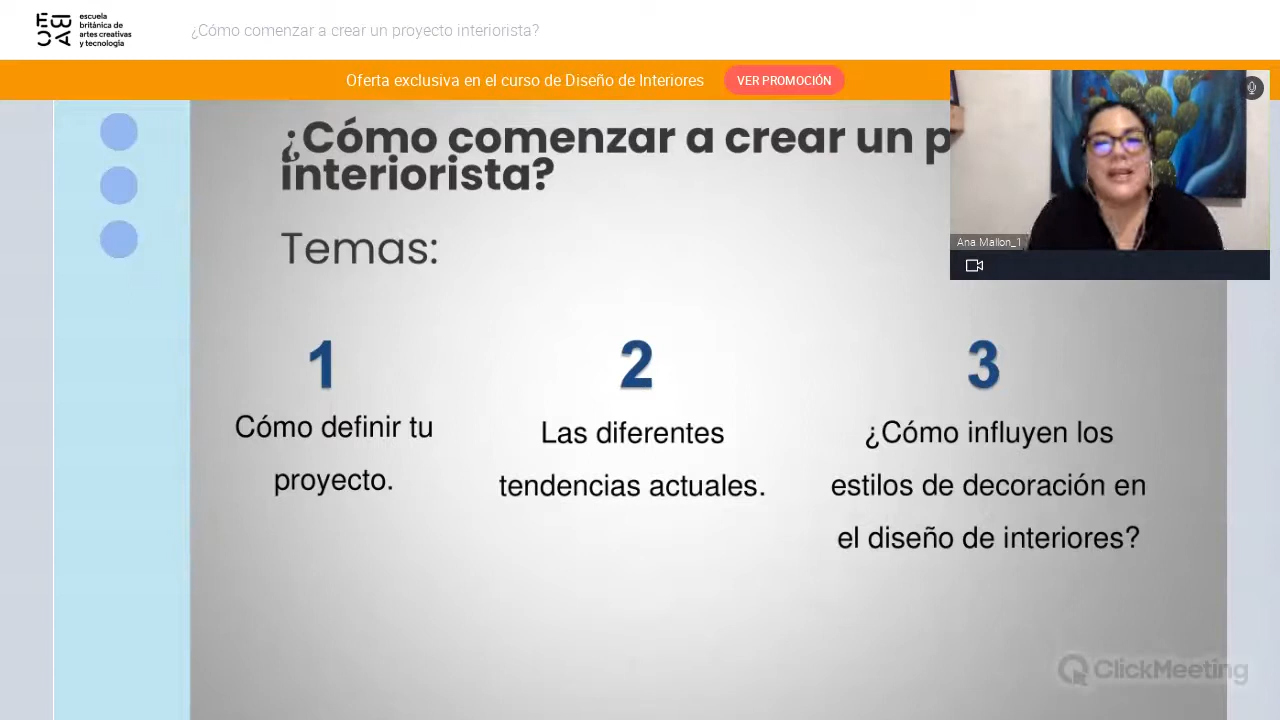 EBAC
escuela
británica de
artes creativas
y tecnología
¿Cómo comenzar a crear un proyecto interiorista?
Oferta exclusiva en el curso de Diseño de Interiores
VER PROMOCIÓN
¿Cómo comenzar a crear un p
interiorista?
Temas:
Ana Mallon_1
1
Cómo definir tu
proyecto.
2
Las diferentes
tendencias actuales.
3
¿Cómo influyen los
estilos de decoración en
el diseño de interiores?
ClickMeeting